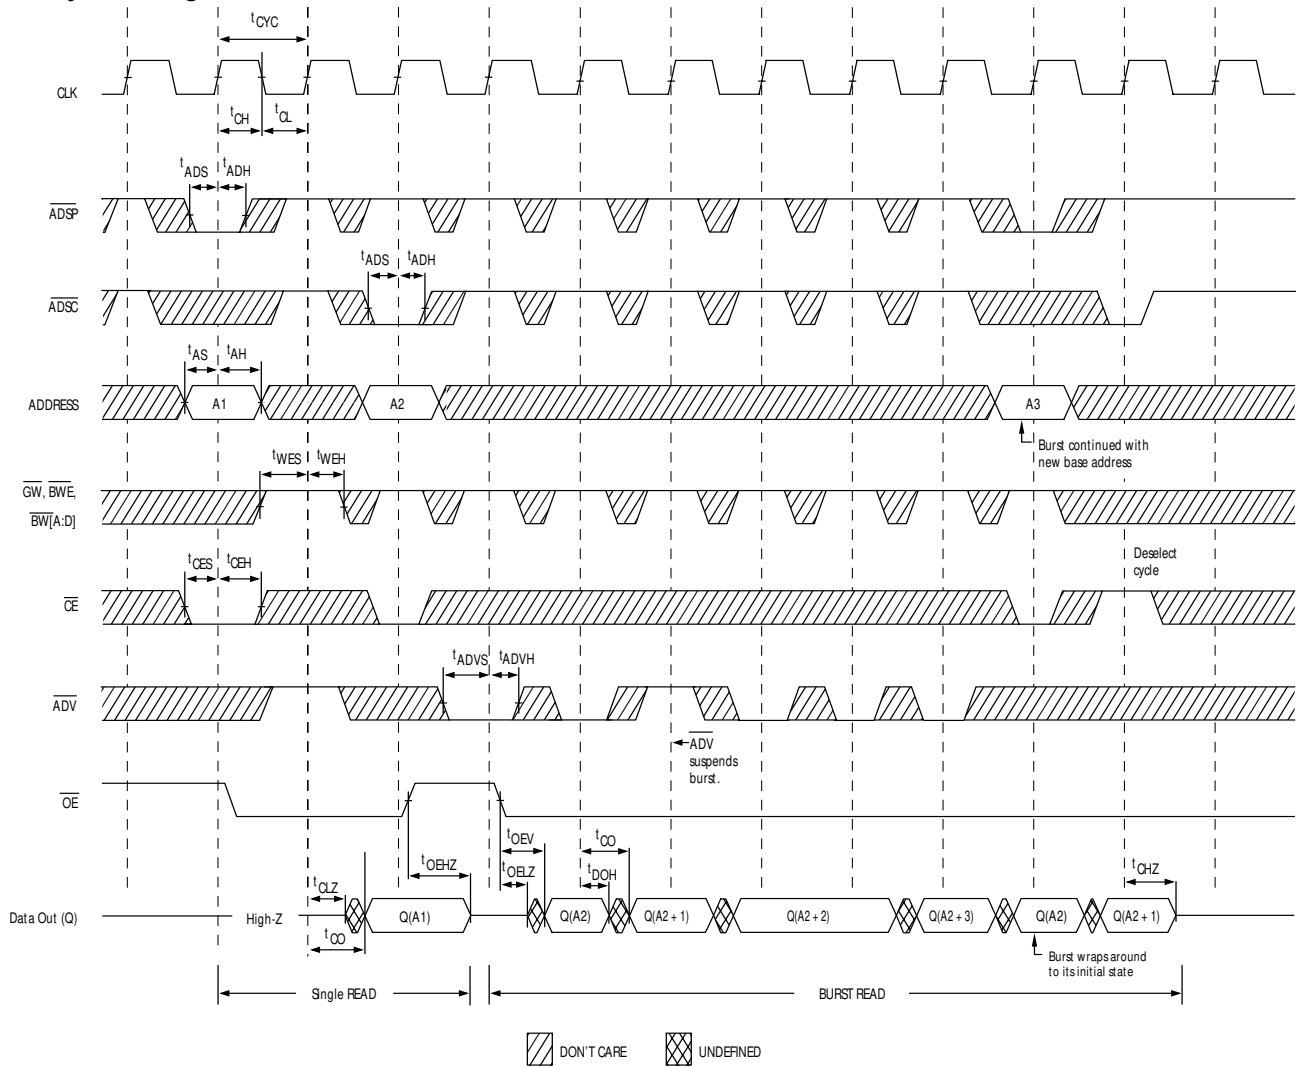 tCYC
CLK
tCH
tCL
tADS
tADH
ADSP
tADS
tADH
ADSC
tAS
tAH
ADDRESS
A1
A2
A3
Burst continued with
new base address
tWES
tWEH
GW, BWE,
BW[A:D]
Deselect
cycle
tCES
tCEH
CE
tADVS
tADVH
ADV
ADV
suspends
burst.
OE
tOEV
tCO
tOEHZ
tOELZ
tDOH
tCHZ
tCLZ
Data Out (Q)
High-Z
Q(A1)
Q(A2)
Q(A2 + 1)
Q(A2 + 2)
Q(A2 + 3)
Q(A2)
Q(A2 + 1)
tCO
Burst wraps around
to its initial state
Single READ
BURST READ
DON'T CARE
UNDEFINED